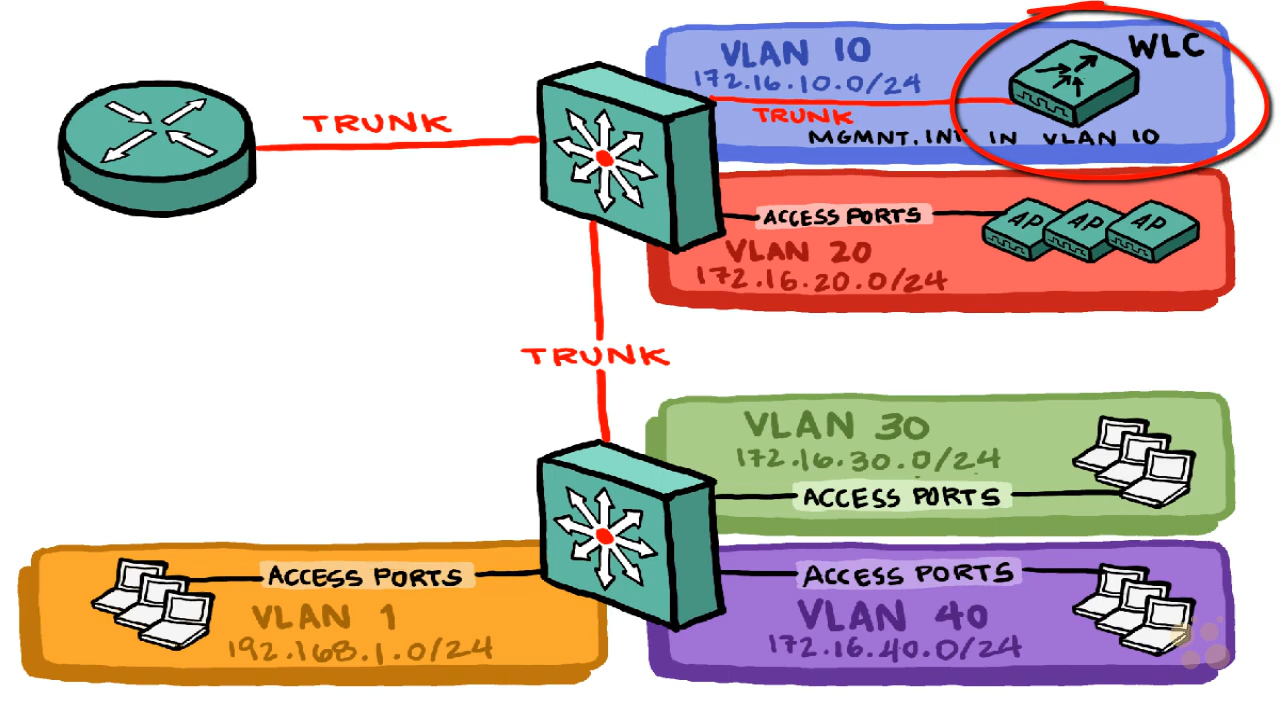 VLAN 10
172.16.10.0/24
WLC
TRUNK
TRUNK
MGMNT.INT IN VLAN 10
ACCESS PORTS
AP AP AP
VLAN 20
172.16.20.0/24
TRUNK
VLAN 30
172.16.30.0/24
ACCESS PORTS
ACCESS PORTS
VLAN 1
192.168.1.0/24
ACCESS PORTS
VLAN 40
172.16.40.0/24